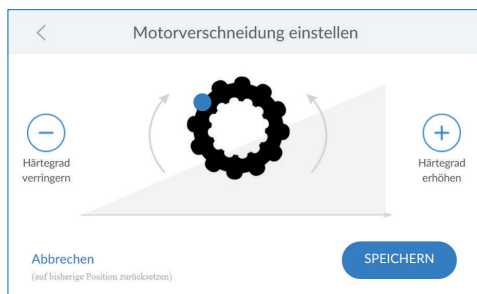 Motorverschneidung einstellen
Härtegrad
verringern
Härtegrad
erhöhen
Abbrechen
(auf bisherige Position zurücksetzen)
SPEICHERN